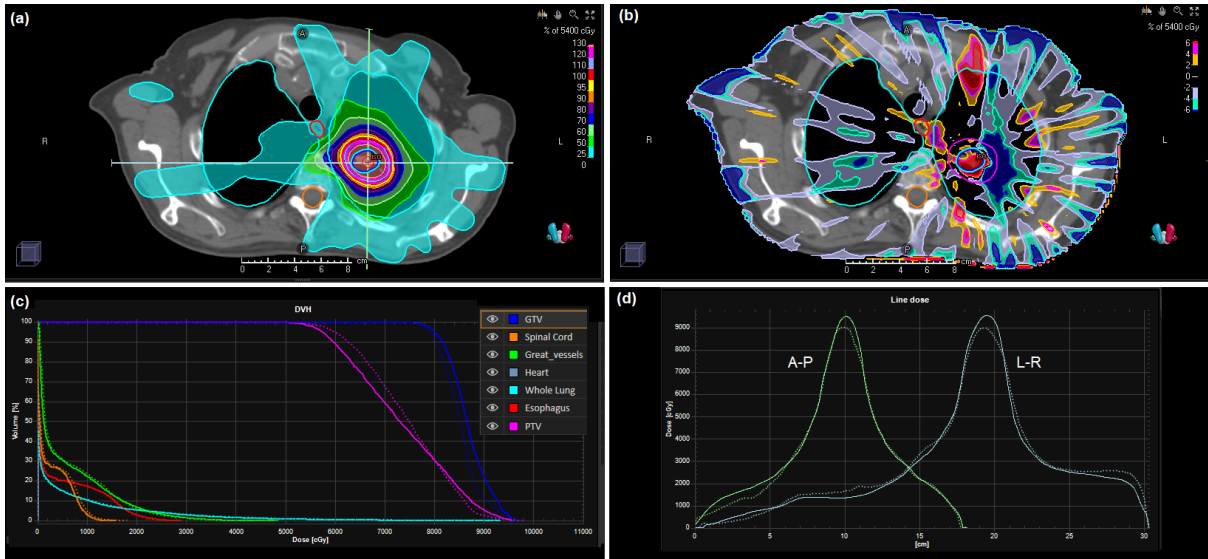 (a)
% of 5400 cGy
130
120
110
100
95
90
80
70
60
50
25
0
A
R
L
Iso
P
0 2 4 6 8
cm
(b)
% of 5400 cGy
6
4
2
0
-2
-4
-6
A
R
L
Iso
P
0 2 4 6 8
cm
(c)
DVH
GTV
Spinal Cord
Great_vessels
Heart
Whole Lung
Esophagus
PTV
Volume [%]
100
90
80
70
60
50
40
30
20
10
0
0 1000 2000 3000 4000 5000 6000 7000 8000 9000 10000 11000
Dose [cGy]
(d)
Line dose
A-P
L-R
Dose [cGy]
9000
8000
7000
6000
5000
4000
3000
2000
1000
0
0 5 10 15 20 25 30
[cm]